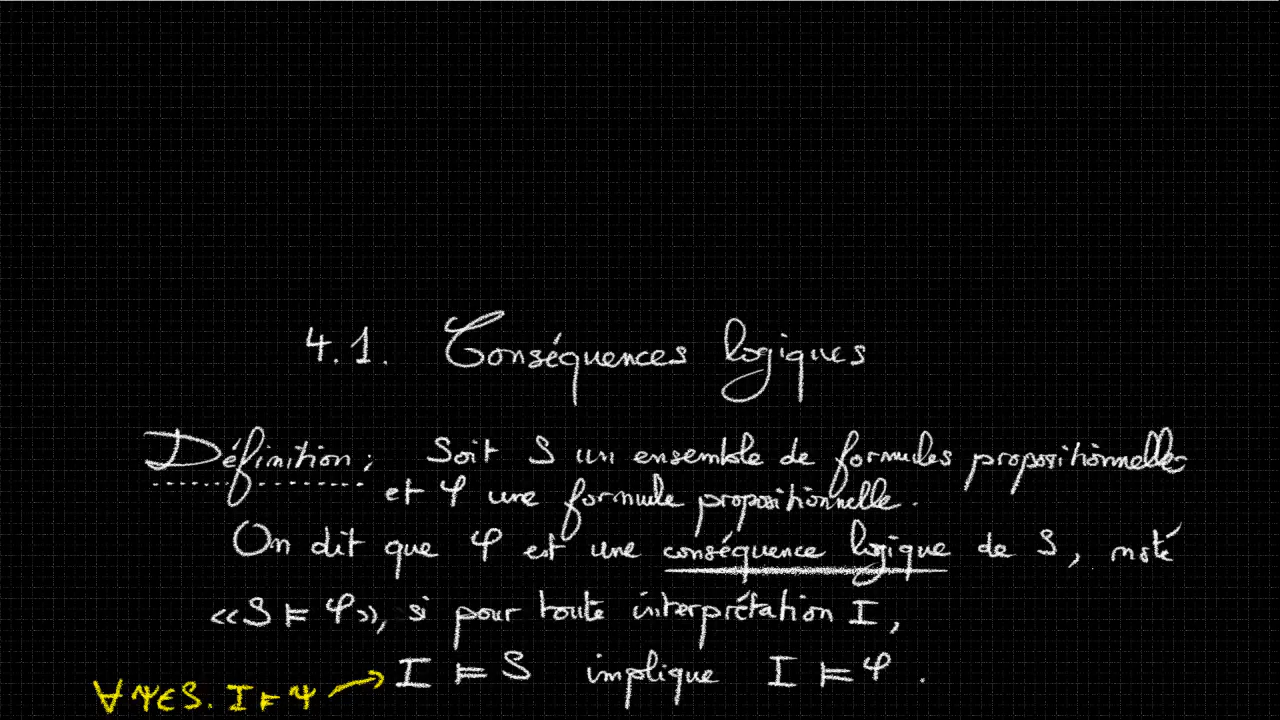 4.1. Conséquences logiques
Définition : Soit S un ensemble de formules propositionnelles
et φ une formule propositionnelle.
On dit que φ est une conséquence logique de S, noté
«S ⊨ φ», si pour toute interprétation I,
I ⊨ S implique I ⊨ φ.
∀ψ∈S. I ⊨ ψ